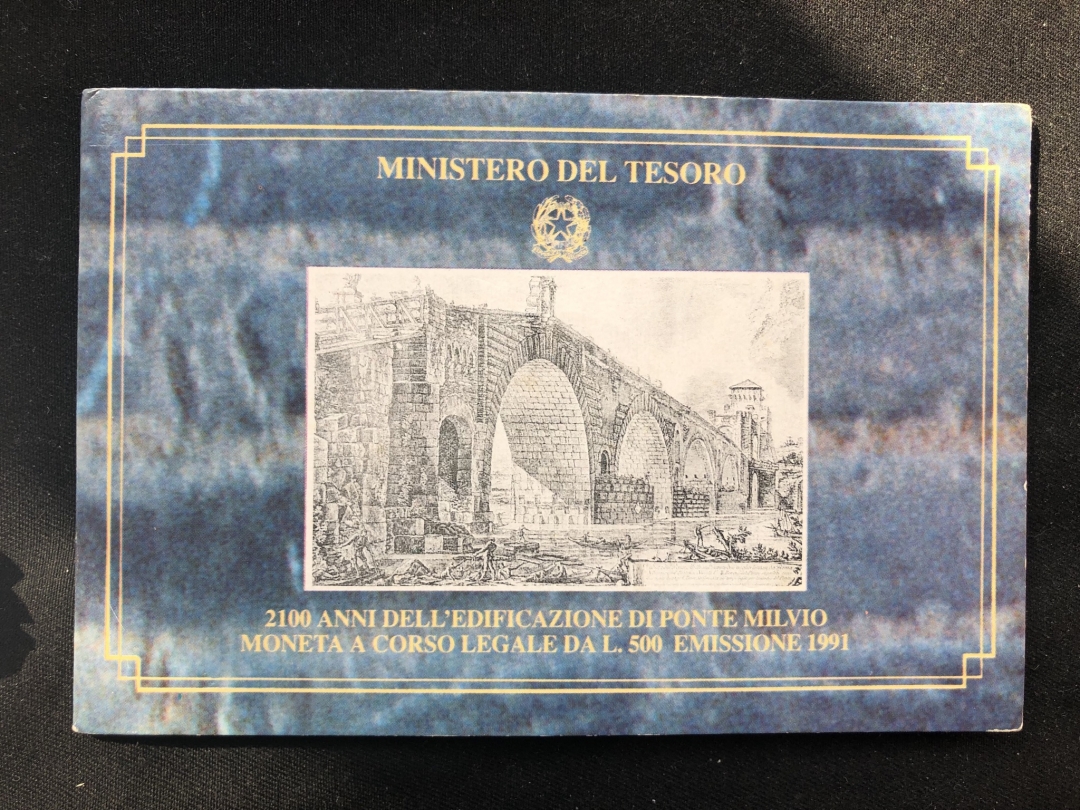 MINISTERO DEL TESORO
2100 ANNI DELL'EDIFICAZIONE DI PONTE MILVIO
MONETA A CORSO LEGALE DA L. 500 EMISSIONE 1991